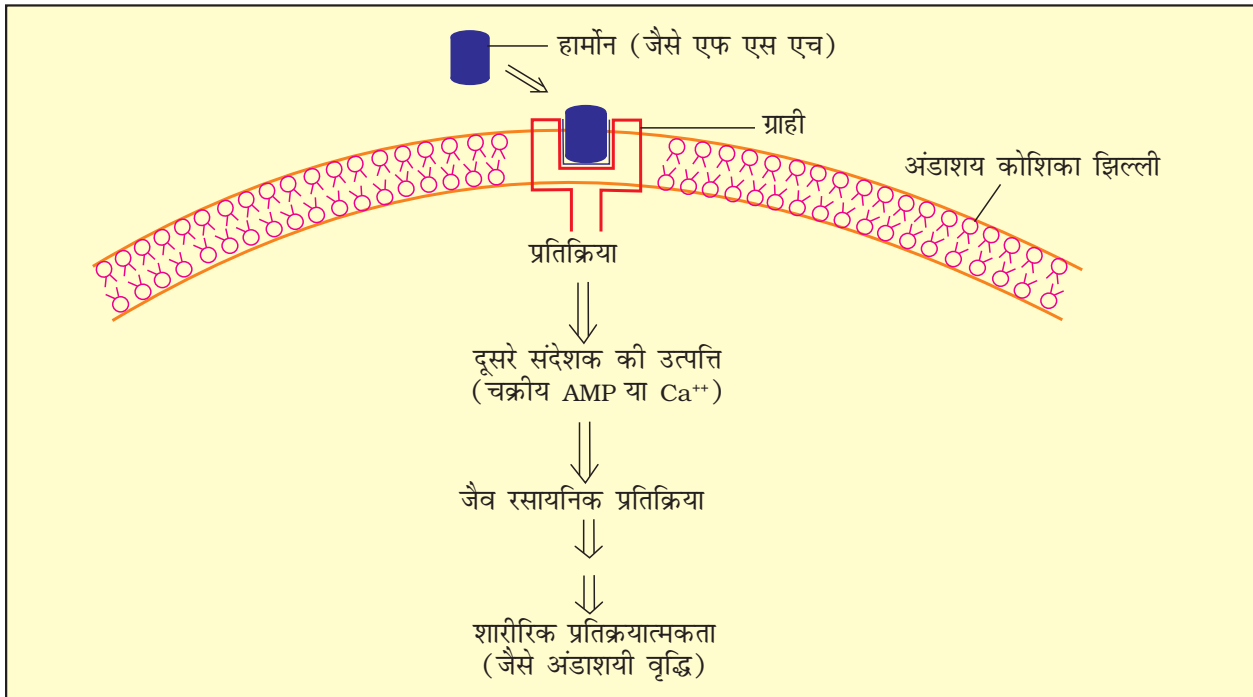 हार्मोन (जैसे एफ एस एच)
ग्राही
अंडाशय कोशिका झिल्ली
प्रतिक्रिया
दूसरे संदेशक की उत्पत्ति
(चक्रीय AMP या Ca⁺⁺)
जैव रसायनिक प्रतिक्रिया
शारीरिक प्रतिक्रयात्मकता
(जैसे अंडाशयी वृद्धि)